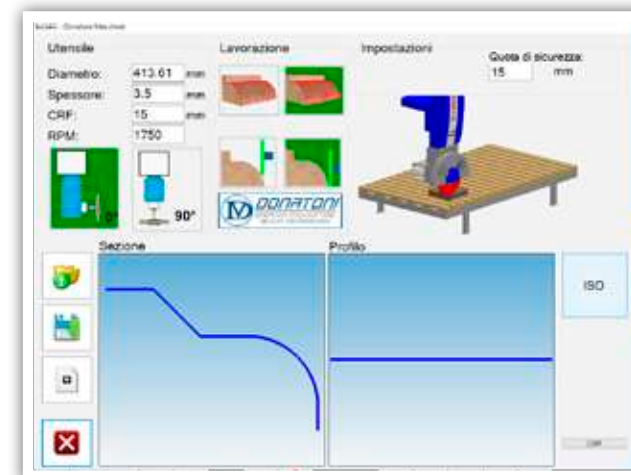 Utensile
Diametro: 413.61 mm
Spessore: 3.5 mm
CRF: 15 mm
RPM: 1750
0°
90°
Lavorazione
DONATONI
Impostazioni
Quota di sicurezza:
15 mm
Sezione
Profilo
ISO